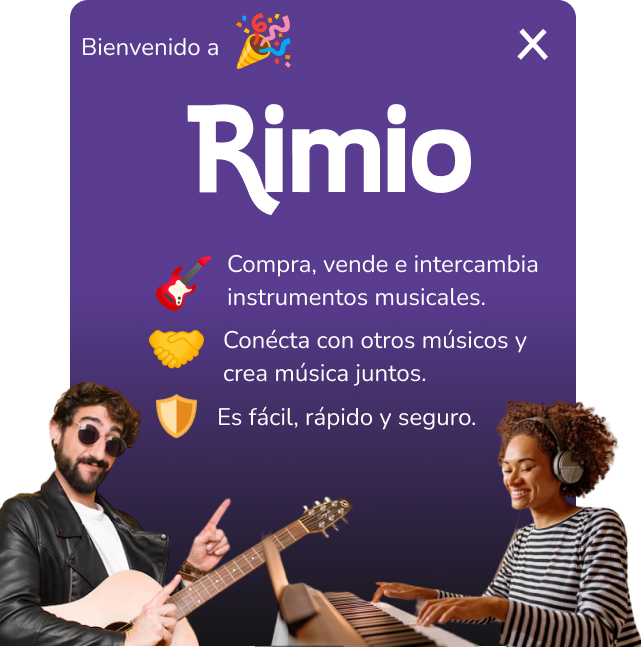 Bienvenido a
Rimio
Compra, vende e intercambia
instrumentos musicales.
Conécta con otros músicos y
crea música juntos.
Es fácil, rápido y seguro.